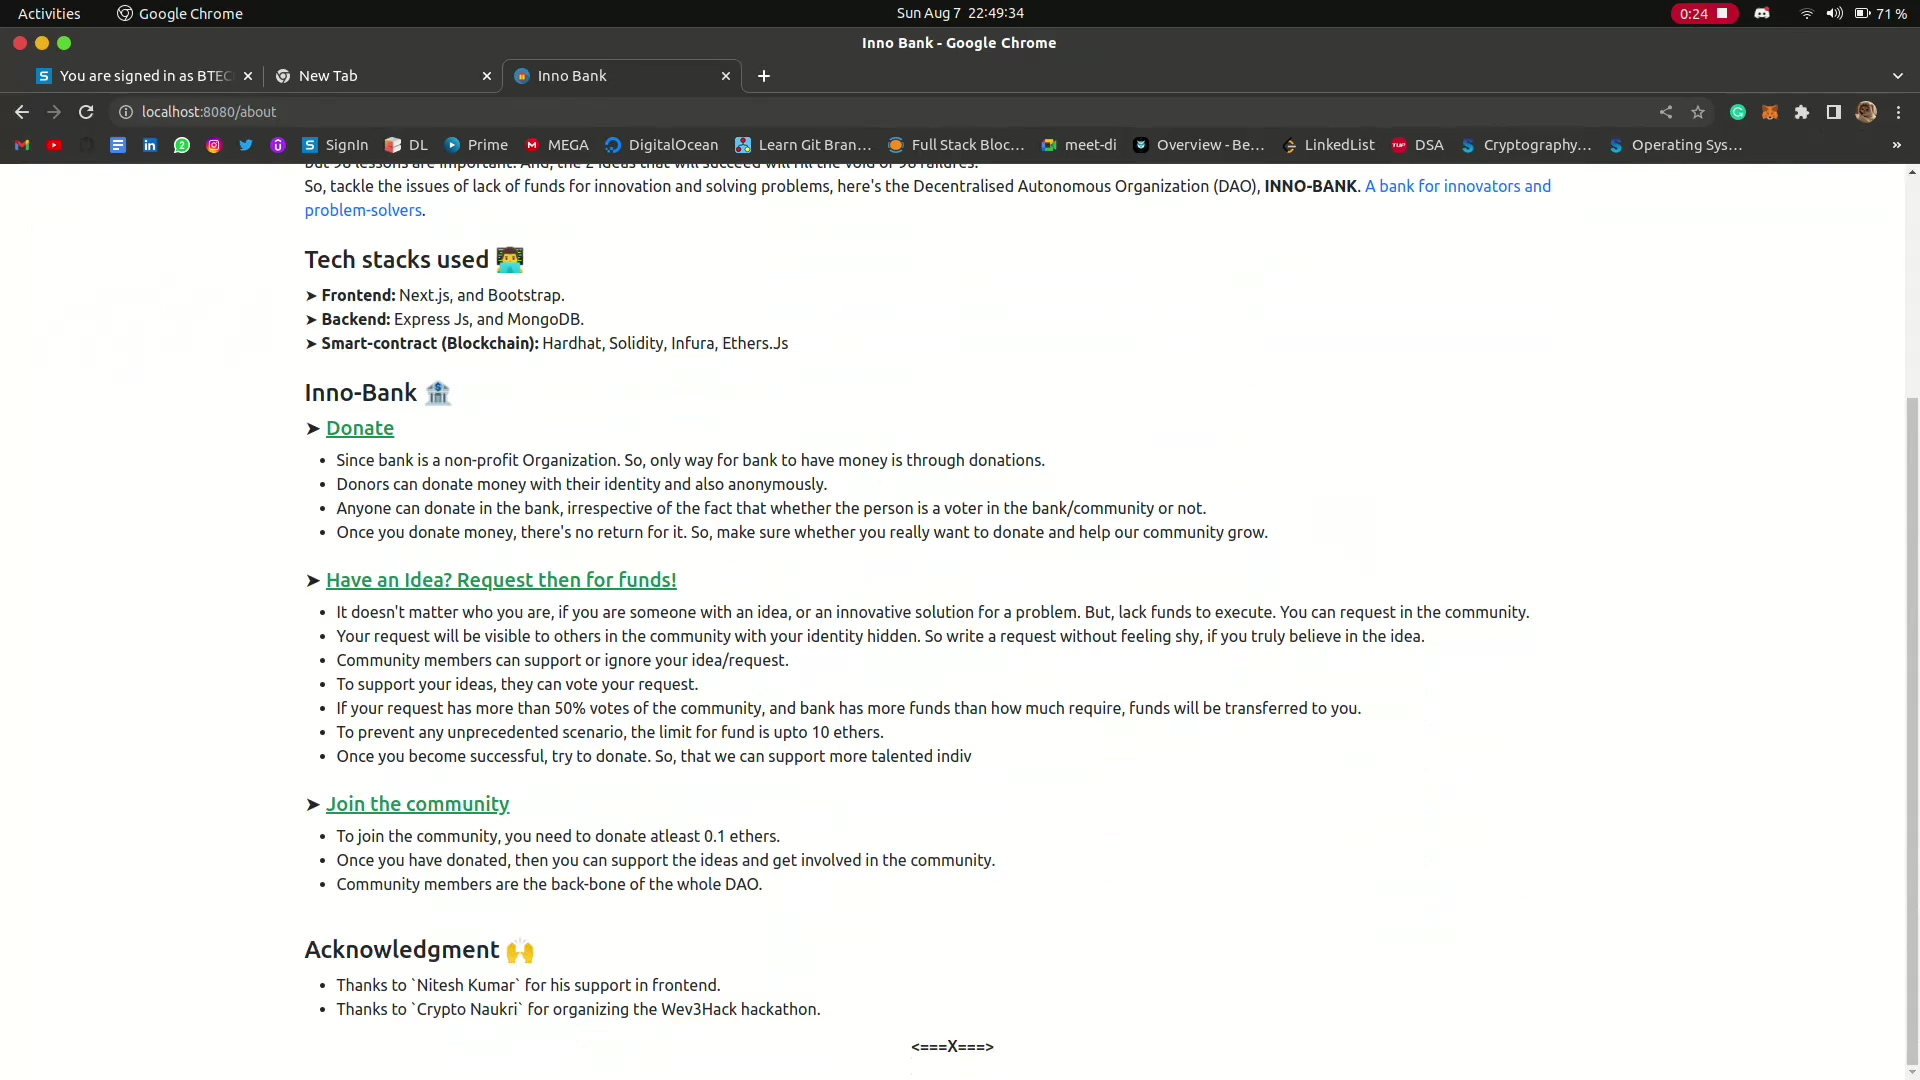 Activities Google Chrome Sun Aug 7 22:49:34 0:24 71 %
Inno Bank - Google Chrome
You are signed in as BTEC New Tab Inno Bank
localhost:8080/about
SignIn DL Prime MEGA DigitalOcean Learn Git Bran... Full Stack Bloc... meet-di Overview - Be... LinkedList DSA Cryptography... Operating Sys...
But 98 lessons are important. And, the 2 ideas that will succeed will fill the void of 98 failures.
So, tackle the issues of lack of funds for innovation and solving problems, here's the Decentralised Autonomous Organization (DAO), INNO-BANK. A bank for innovators and
problem-solvers.
Tech stacks used 👨‍💻
➤ Frontend: Next.js, and Bootstrap.
➤ Backend: Express Js, and MongoDB.
➤ Smart-contract (Blockchain): Hardhat, Solidity, Infura, Ethers.Js
Inno-Bank 🏦
➤ Donate
• Since bank is a non-profit Organization. So, only way for bank to have money is through donations.
• Donors can donate money with their identity and also anonymously.
• Anyone can donate in the bank, irrespective of the fact that whether the person is a voter in the bank/community or not.
• Once you donate money, there's no return for it. So, make sure whether you really want to donate and help our community grow.
➤ Have an Idea? Request then for funds!
• It doesn't matter who you are, if you are someone with an idea, or an innovative solution for a problem. But, lack funds to execute. You can request in the community.
• Your request will be visible to others in the community with your identity hidden. So write a request without feeling shy, if you truly believe in the idea.
• Community members can support or ignore your idea/request.
• To support your ideas, they can vote your request.
• If your request has more than 50% votes of the community, and bank has more funds than how much require, funds will be transferred to you.
• To prevent any unprecedented scenario, the limit for fund is upto 10 ethers.
• Once you become successful, try to donate. So, that we can support more talented indiv
➤ Join the community
• To join the community, you need to donate atleast 0.1 ethers.
• Once you have donated, then you can support the ideas and get involved in the community.
• Community members are the back-bone of the whole DAO.
Acknowledgment 🙌
• Thanks to `Nitesh Kumar` for his support in frontend.
• Thanks to `Crypto Naukri` for organizing the Wev3Hack hackathon.
<===X===>